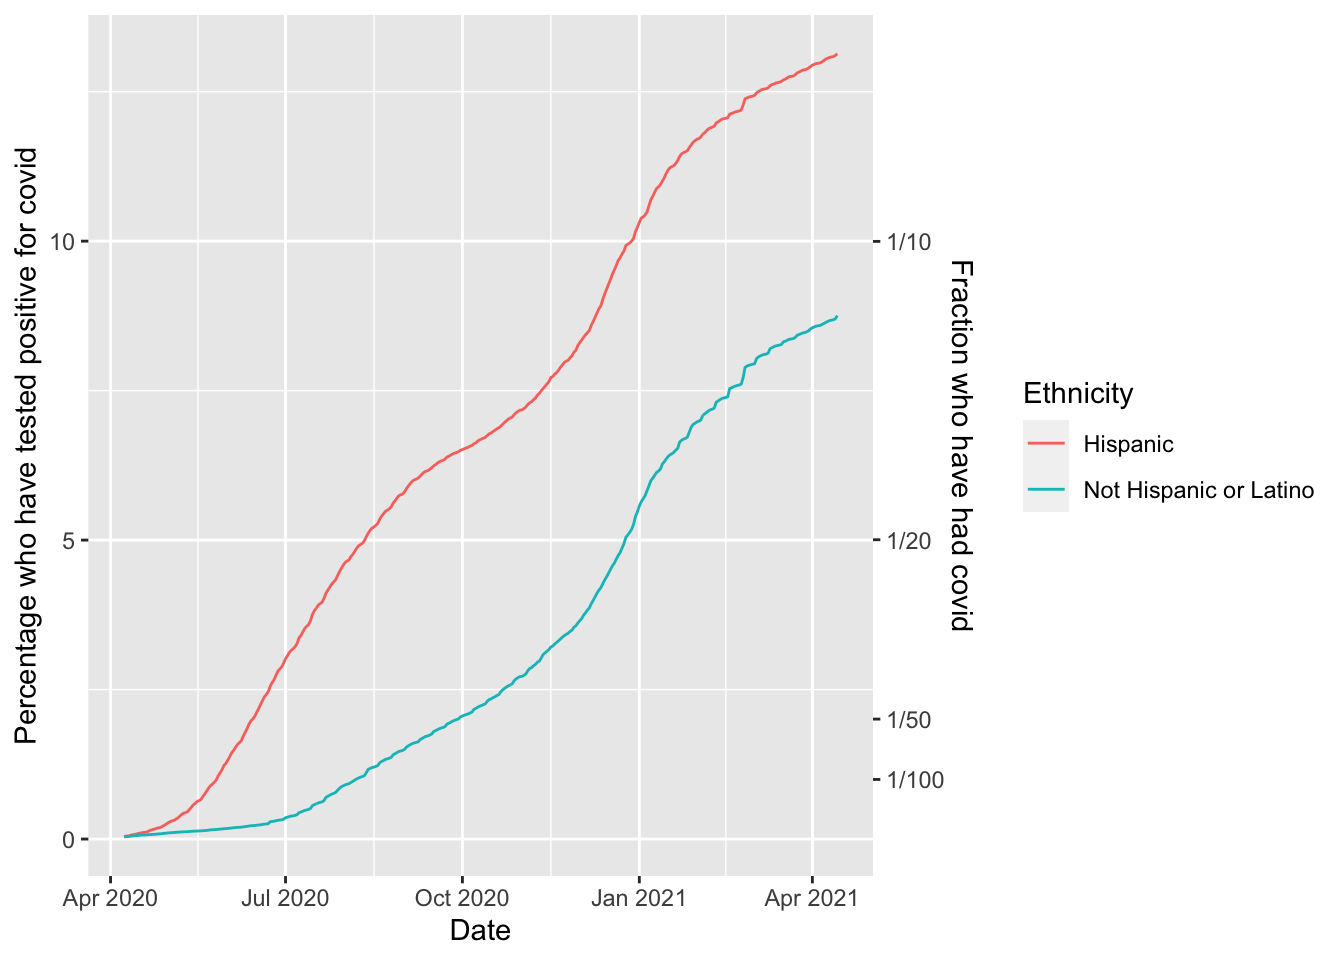 Percentage who have tested positive for covid
10
5
0
Apr 2020
Jul 2020
Oct 2020
Jan 2021
Apr 2021
Date
1/10
1/20
1/50
1/100
Fraction who have had covid
Ethnicity
Hispanic
Not Hispanic or Latino